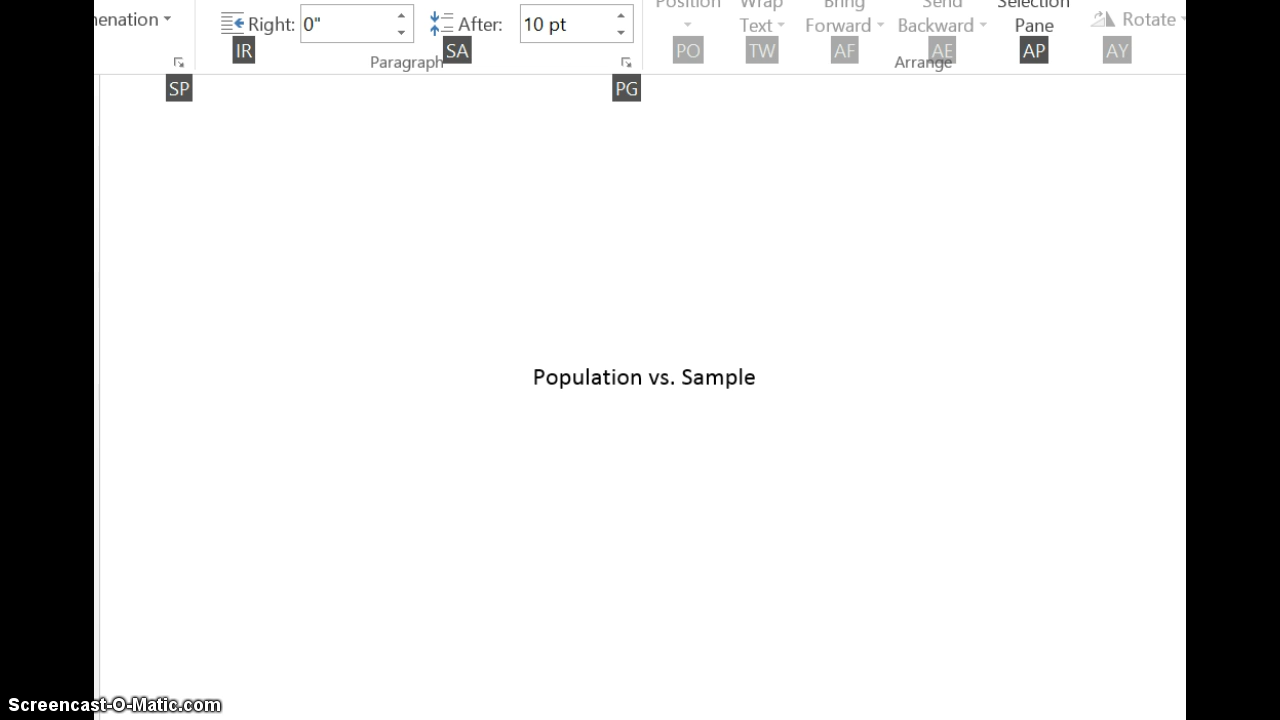 Position Wrap Bring Send Selection
henation Right: 0" After: 10 pt Text Forward Backward Pane Rotate
IR SA PO TW AF AE AP AY
Paragraph Arrange
SP PG
Population vs. Sample
Screencast-O-Matic.com